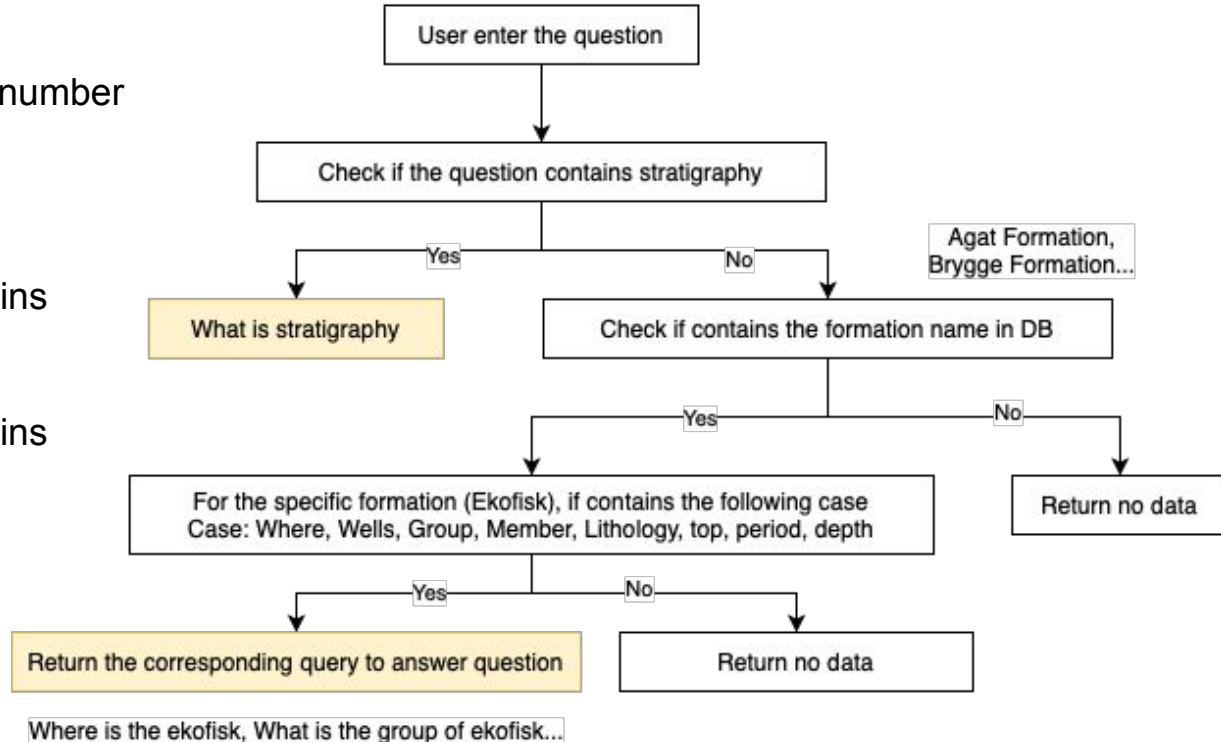 User enter the question
number
Check if the question contains stratigraphy
Yes
No
Agat Formation,
Brygge Formation...
ins
What is stratigraphy
Check if contains the formation name in DB
Yes
No
ins
For the specific formation (Ekofisk), if contains the following case
Case: Where, Wells, Group, Member, Lithology, top, period, depth
Return no data
Yes
No
Return the corresponding query to answer question
Return no data
Where is the ekofisk, What is the group of ekofisk...